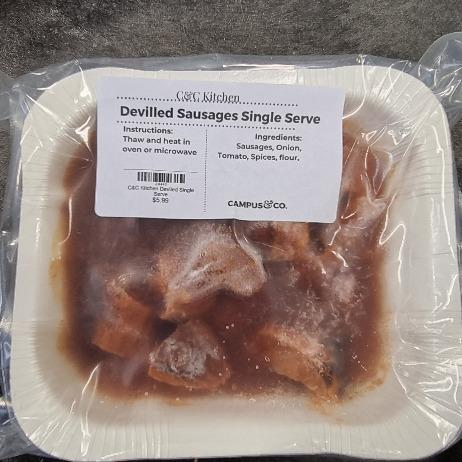 C&C Kitchen
Devilled Sausages Single Serve
Instructions:
Thaw and heat in
oven or microwave
Ingredients:
Sausages, Onion,
Tomato, Spices, flour.
C&C Kitchen Devilled Single
Serve
$5.99
CAMPUS&CO.